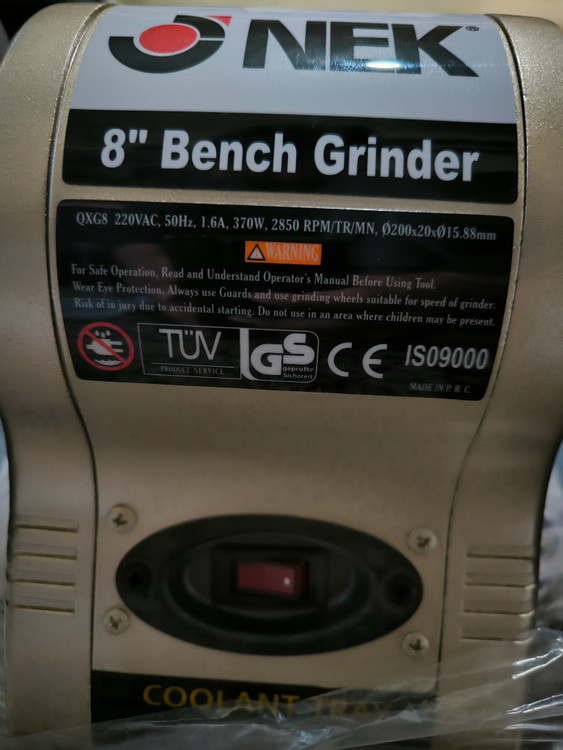 NEK®
8" Bench Grinder
QXG8 220VAC, 50Hz, 1.6A, 370W, 2850 RPM/TR/MN, Ø200x20xØ15.88mm
WARNING
For Safe Operation, Read and Understand Operator's Manual Before Using Tool.
Wear Eye Protection. Always use Guards and use grinding wheels suitable for speed of grinder.
Risk of in jury due to accidental starting. Do not use in an area where children may be present.
TÜV
PRODUCT SERVICE
GS
geprüfte
Sicherheit
CE
ISO9000
MADE IN P. R. C.
COOLANT TRAY